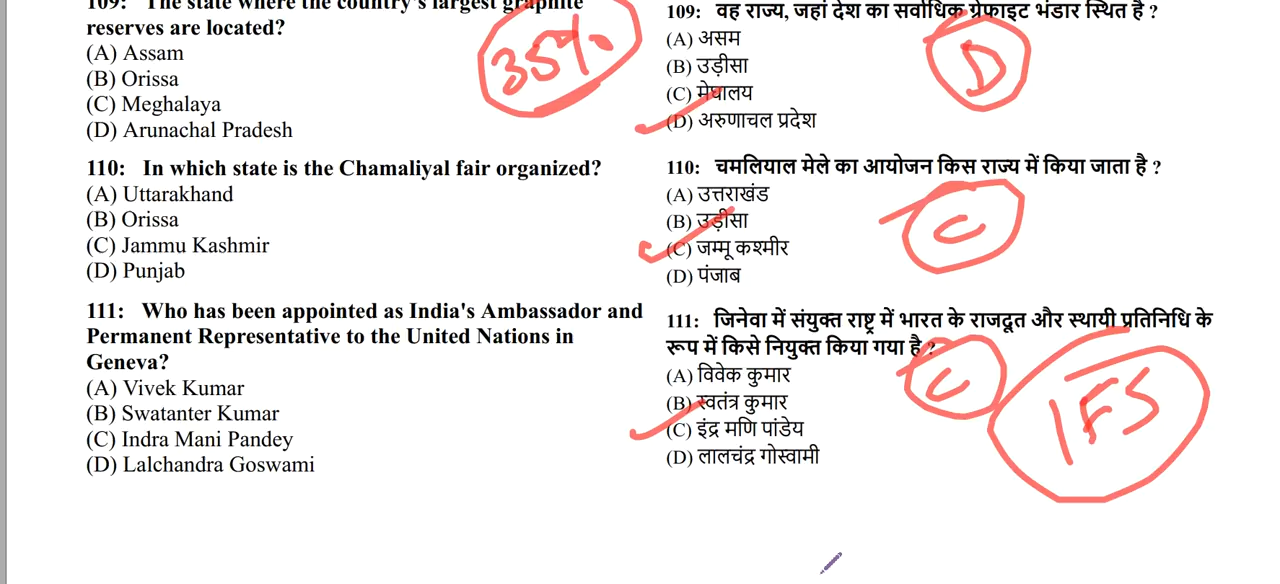 109: The state where the country's largest graphite
reserves are located?
(A) Assam
(B) Orissa
(C) Meghalaya
(D) Arunachal Pradesh
110: In which state is the Chamaliyal fair organized?
(A) Uttarakhand
(B) Orissa
(C) Jammu Kashmir
(D) Punjab
111: Who has been appointed as India's Ambassador and
Permanent Representative to the United Nations in
Geneva?
(A) Vivek Kumar
(B) Swatanter Kumar
(C) Indra Mani Pandey
(D) Lalchandra Goswami
35%
109: वह राज्य, जहां देश का सर्वाधिक ग्रेफाइट भंडार स्थित है ?
(A) असम
(B) उड़ीसा
(C) मेघालय
(D) अरुणाचल प्रदेश
D
110: चमलियाल मेले का आयोजन किस राज्य में किया जाता है ?
(A) उत्तराखंड
(B) उड़ीसा
(C) जम्मू कश्मीर
(D) पंजाब
C
111: जिनेवा में संयुक्त राष्ट्र में भारत के राजदूत और स्थायी प्रतिनिधि के
रूप में किसे नियुक्त किया गया है ?
(A) विवेक कुमार
(B) स्वतंत्र कुमार
(C) इंद्र मणि पांडेय
(D) लालचंद्र गोस्वामी
C
IFS